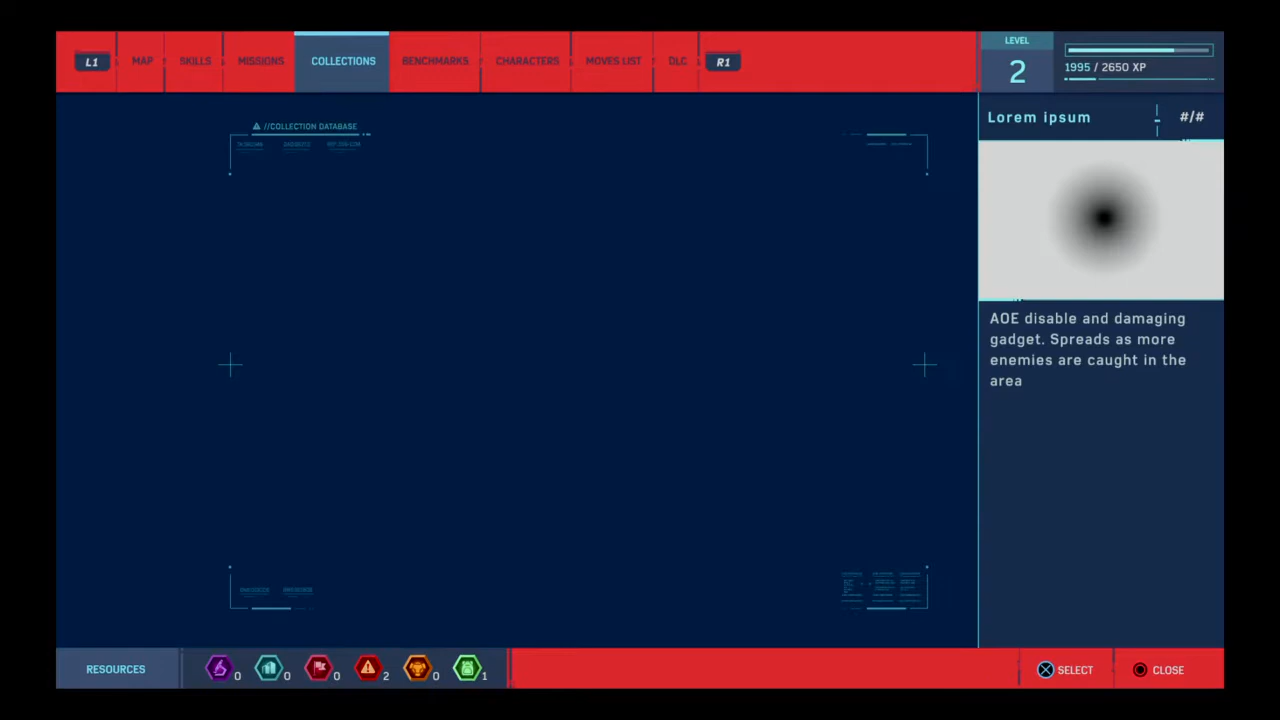 L1 MAP SKILLS MISSIONS COLLECTIONS BENCHMARKS CHARACTERS MOVES LIST DLC R1
LEVEL
2
1995 / 2650 XP
//COLLECTION DATABASE
Lorem ipsum #/#
AOE disable and damaging
gadget. Spreads as more
enemies are caught in the
area
RESOURCES 0 0 0 2 0 1 SELECT CLOSE